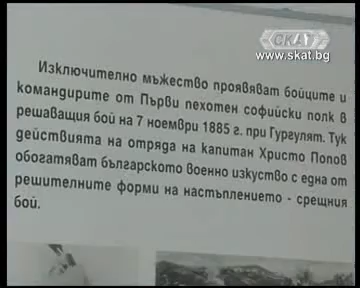 СКАТ
www.skat.bg
Изключително мъжество проявяват бойците и
командирите от Първи пехотен софийски полк в
решаващия бой на 7 ноември 1885 г. при Гургулят. Тук
действията на отряда на капитан Христо Попов
обогатяват българското военно изкуство с една от
решителните форми на настъплението - срещния
бой.